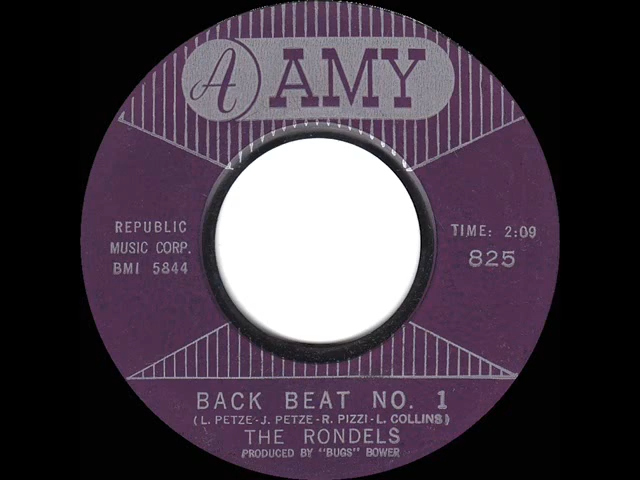 A AMY
REPUBLIC
MUSIC CORP.
BMI 5844
TIME: 2:09
825
BACK BEAT NO. 1
(L. PETZE-J. PETZE-R. PIZZI-L. COLLINS)
THE RONDELS
PRODUCED BY "BUGS" BOWER